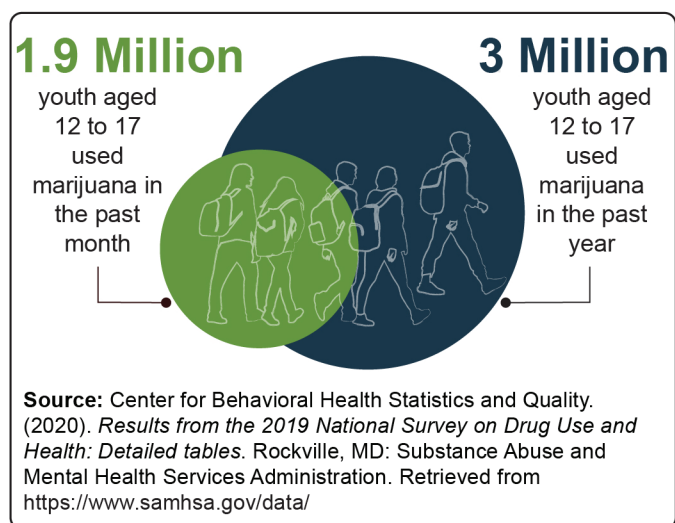 1.9 Million
youth aged
12 to 17
used
marijuana in
the past
month
3 Million
youth aged
12 to 17
used
marijuana
in the past
year
Source: Center for Behavioral Health Statistics and Quality.
(2020). Results from the 2019 National Survey on Drug Use and
Health: Detailed tables. Rockville, MD: Substance Abuse and
Mental Health Services Administration. Retrieved from
https://www.samhsa.gov/data/